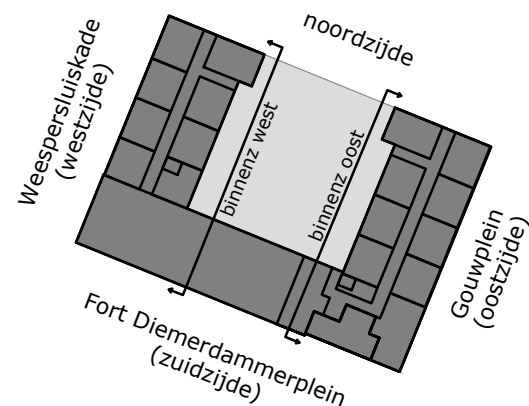 noordzijde
Weespersluiskade
(westzijde)
binnenz west
binnenz oost
Gouwplein
(oostzijde)
Fort Diemerdammerplein
(zuidzijde)